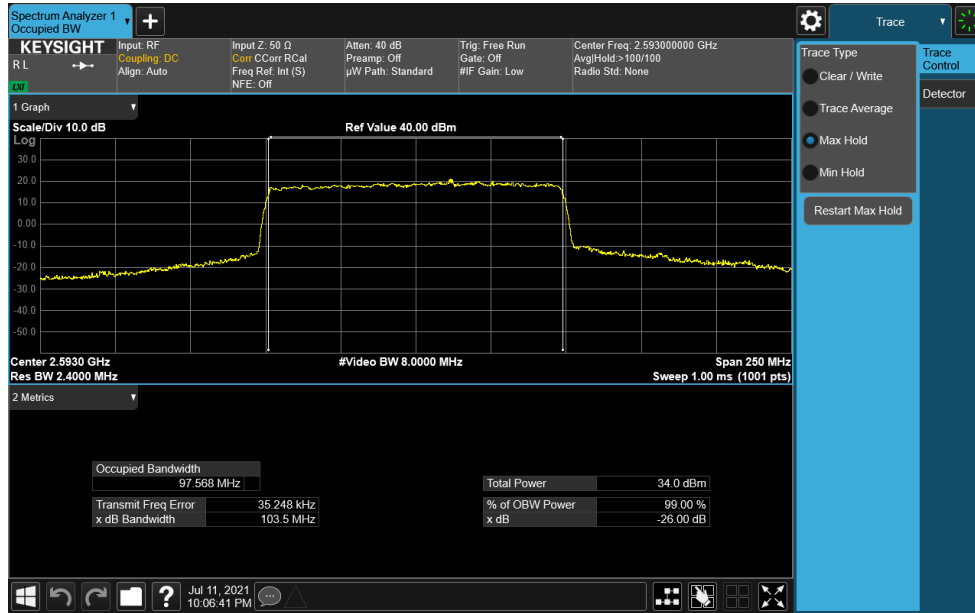 Spectrum Analyzer 1
Occupied BW
+
Trace
KEYSIGHT
R L
LXI
Input: RF
Coupling: DC
Align: Auto
Input Z: 50 Ω
Corr CCorr RCal
Freq Ref: Int (S)
NFE: Off
Atten: 40 dB
Preamp: Off
µW Path: Standard
Trig: Free Run
Gate: Off
#IF Gain: Low
Center Freq: 2.593000000 GHz
Avg|Hold:>100/100
Radio Std: None
Trace Type
Clear / Write
Trace Average
Max Hold
Min Hold
Restart Max Hold
Trace
Control
Detector
1 Graph
Scale/Div 10.0 dB
Ref Value 40.00 dBm
Log
30.0
20.0
10.0
0.00
-10.0
-20.0
-30.0
-40.0
-50.0
Center 2.5930 GHz
#Video BW 8.0000 MHz
Span 250 MHz
Res BW 2.4000 MHz
Sweep 1.00 ms (1001 pts)
2 Metrics
Occupied Bandwidth
97.568 MHz
Total Power 34.0 dBm
Transmit Freq Error 35.248 kHz
% of OBW Power 99.00 %
x dB Bandwidth 103.5 MHz
x dB -26.00 dB
?
Jul 11, 2021
10:06:41 PM